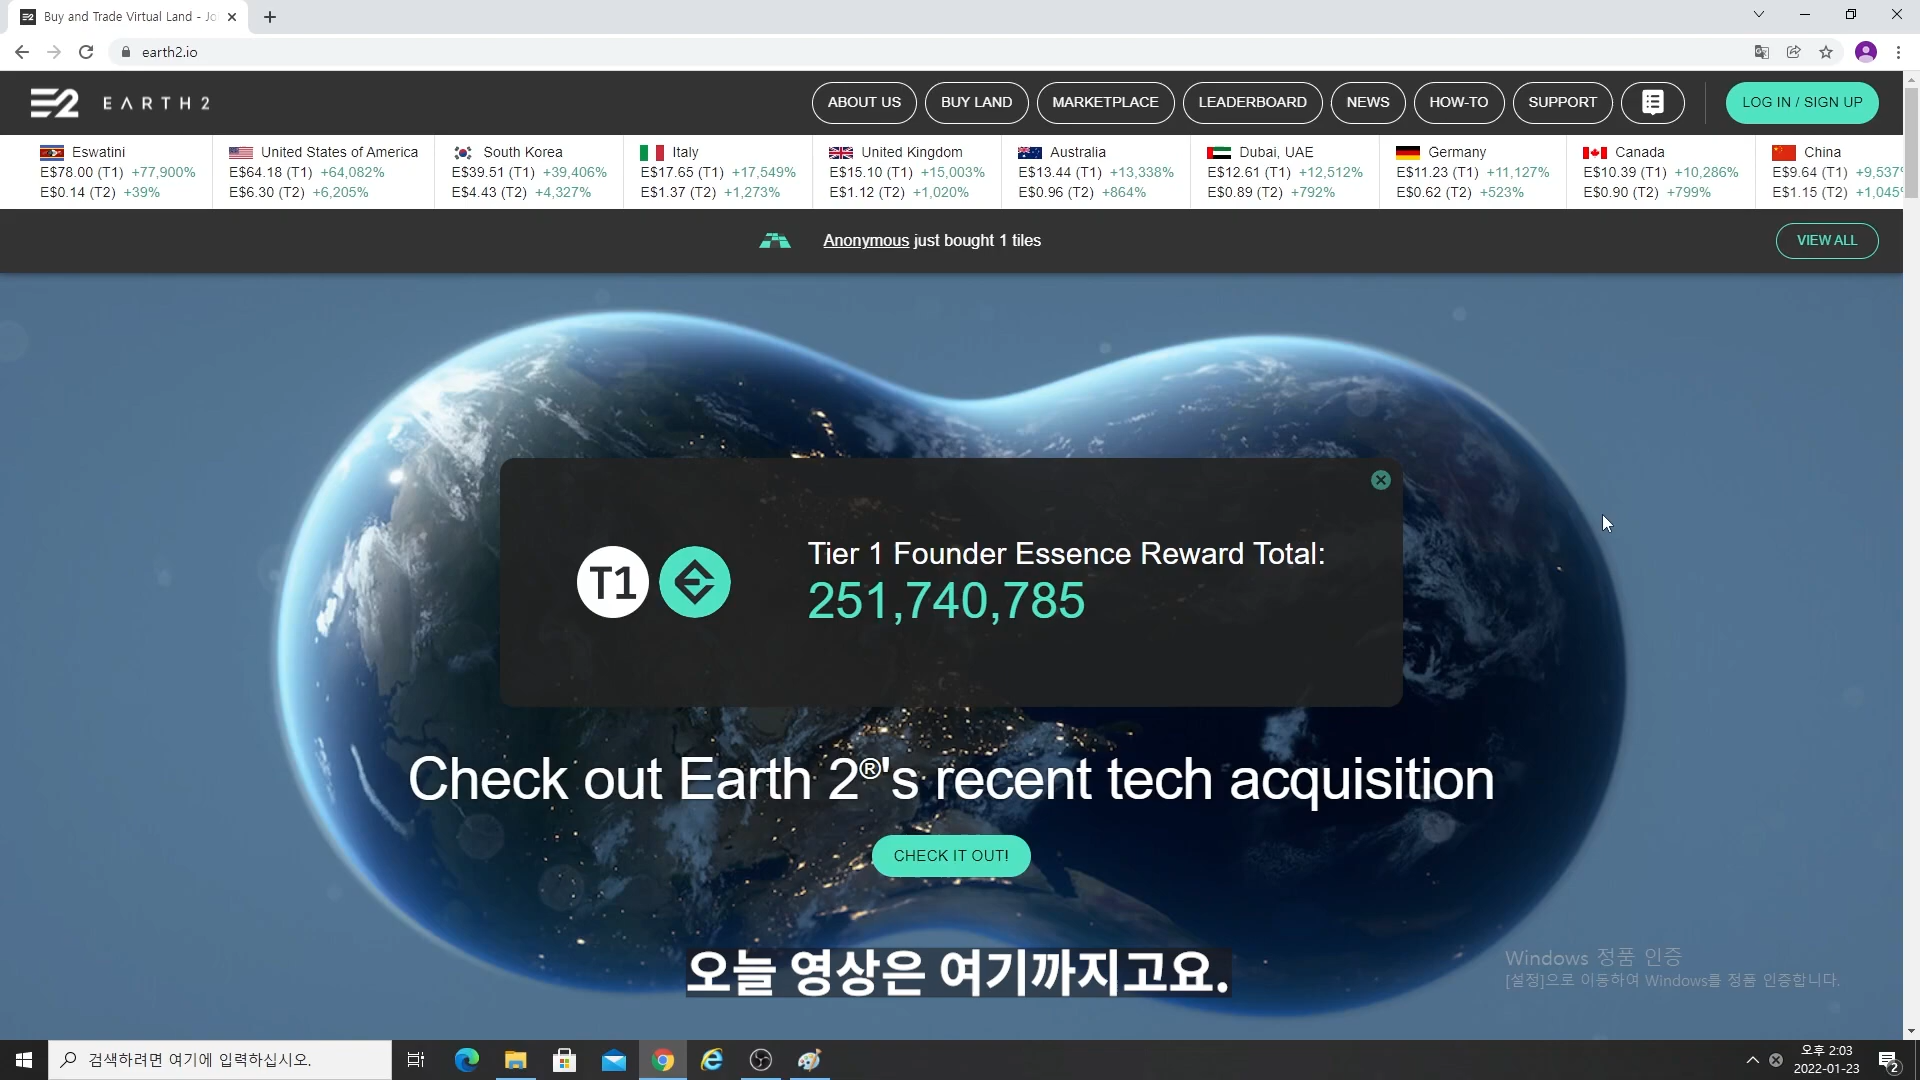 Buy and Trade Virtual Land - Jo
earth2.io
EARTH 2
ABOUT US
BUY LAND
MARKETPLACE
LEADERBOARD
NEWS
HOW-TO
SUPPORT
LOG IN / SIGN UP
Eswatini
E$78.00 (T1) +77,900%
E$0.14 (T2) +39%
United States of America
E$64.18 (T1) +64,082%
E$6.30 (T2) +6,205%
South Korea
E$39.51 (T1) +39,406%
E$4.43 (T2) +4,327%
Italy
E$17.65 (T1) +17,549%
E$1.37 (T2) +1,273%
United Kingdom
E$15.10 (T1) +15,003%
E$1.12 (T2) +1,020%
Australia
E$13.44 (T1) +13,338%
E$0.96 (T2) +864%
Dubai, UAE
E$12.61 (T1) +12,512%
E$0.89 (T2) +792%
Germany
E$11.23 (T1) +11,127%
E$0.62 (T2) +523%
Canada
E$10.39 (T1) +10,286%
E$0.90 (T2) +799%
China
E$9.64 (T1) +9,537%
E$1.15 (T2) +1,045
Anonymous just bought 1 tiles
VIEW ALL
T1
Tier 1 Founder Essence Reward Total:
251,740,785
Check out Earth 2®'s recent tech acquisition
CHECK IT OUT!
오늘 영상은 여기까지고요.
Windows 정품 인증
[설정]으로 이동하여 Windows를 정품 인증합니다.
검색하려면 여기에 입력하십시오.
오후 2:03
2022-01-23
2